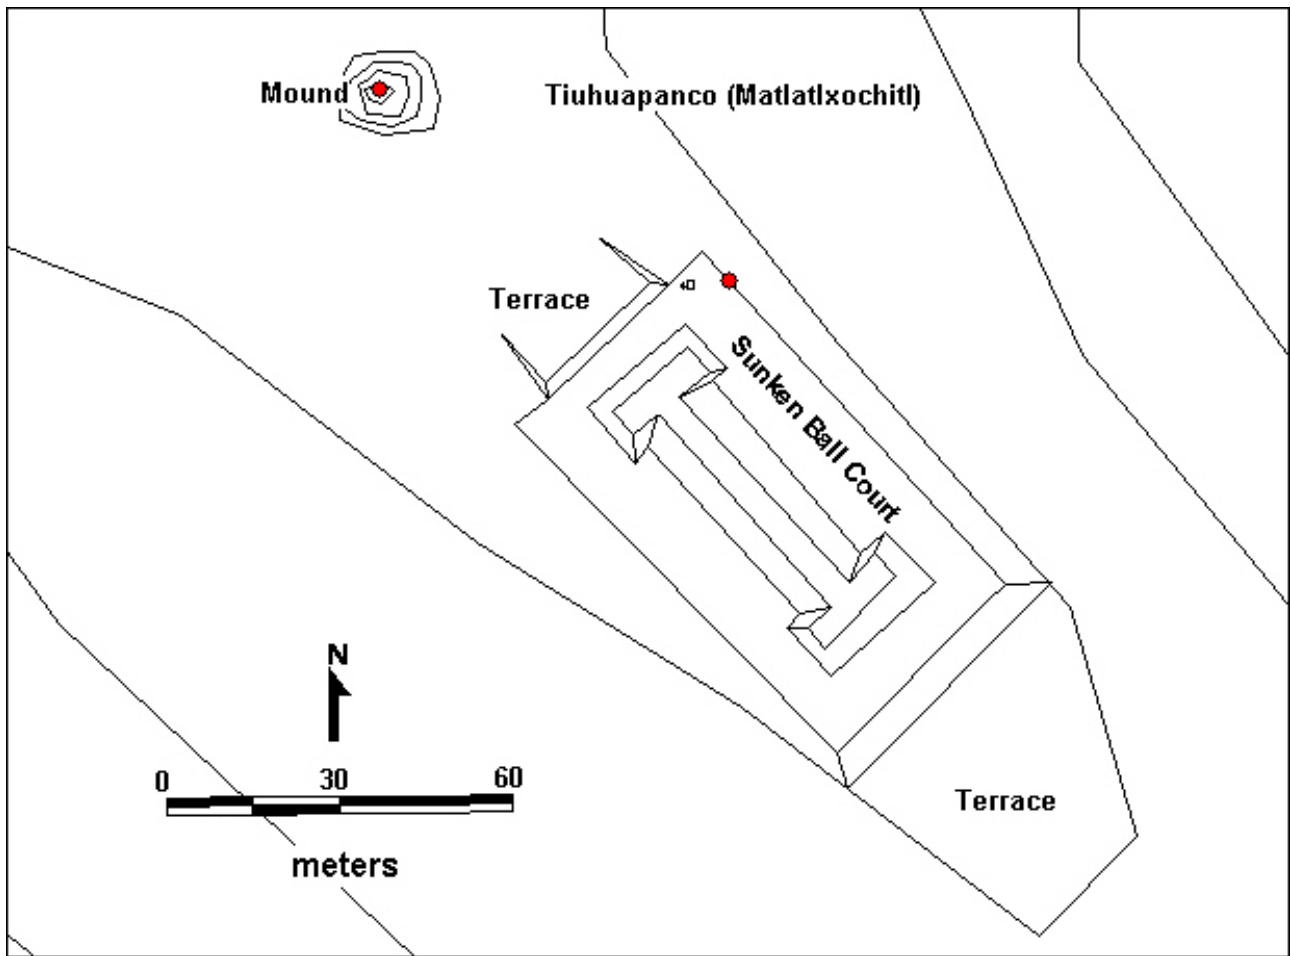 Mound
Tiuhuapanco (Matlatlxochitl)
Terrace
Sunken Ball Court
N
0 30 60
meters
Terrace